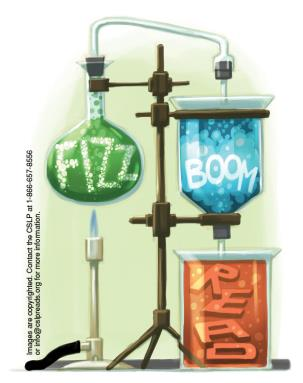 FIZZ
BOOM
READ
Images are copyrighted. Contact the CSLP at 1-866-657-8556
or info@cslpreads.org for more information.